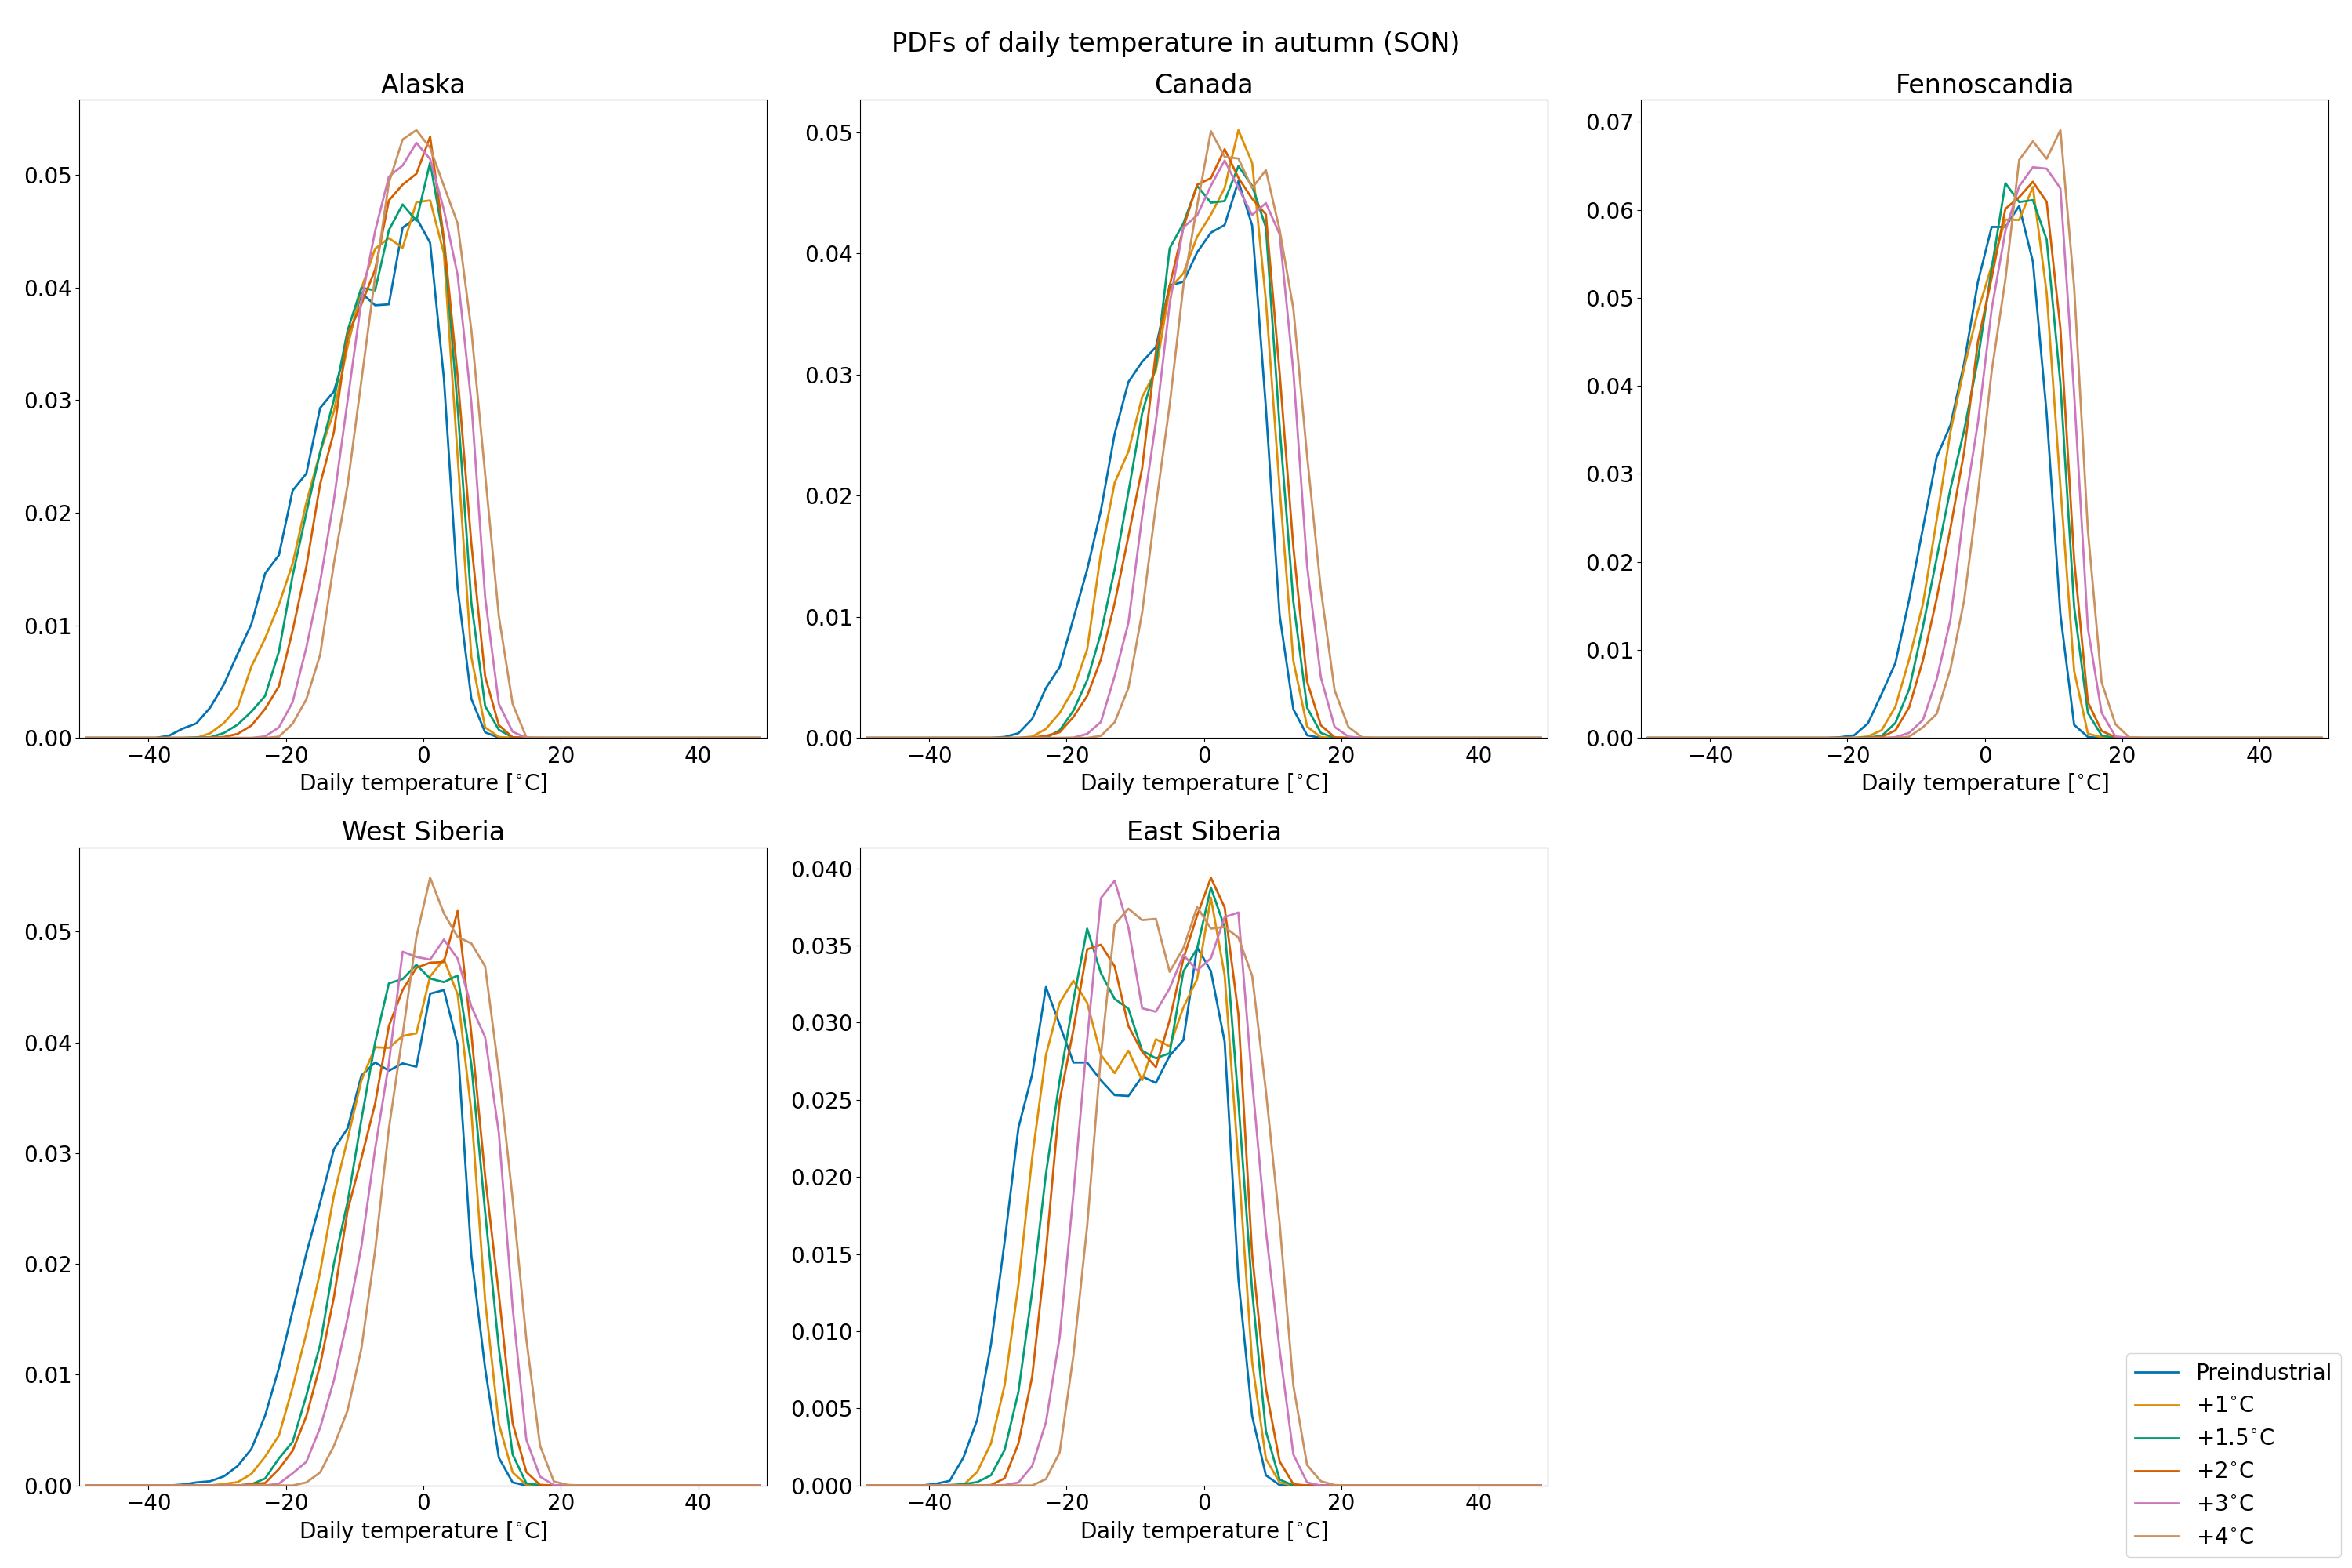 PDFs of daily temperature in autumn (SON)
Alaska
Canada
Fennoscandia
0.05
0.04
0.03
0.02
0.01
0.00
−40 −20 0 20 40
Daily temperature [°C]
0.05
0.04
0.03
0.02
0.01
0.00
−40 −20 0 20 40
Daily temperature [°C]
0.07
0.06
0.05
0.04
0.03
0.02
0.01
0.00
−40 −20 0 20 40
Daily temperature [°C]
West Siberia
East Siberia
0.05
0.04
0.03
0.02
0.01
0.00
−40 −20 0 20 40
Daily temperature [°C]
0.040
0.035
0.030
0.025
0.020
0.015
0.010
0.005
0.000
−40 −20 0 20 40
Daily temperature [°C]
Preindustrial
+1°C
+1.5°C
+2°C
+3°C
+4°C